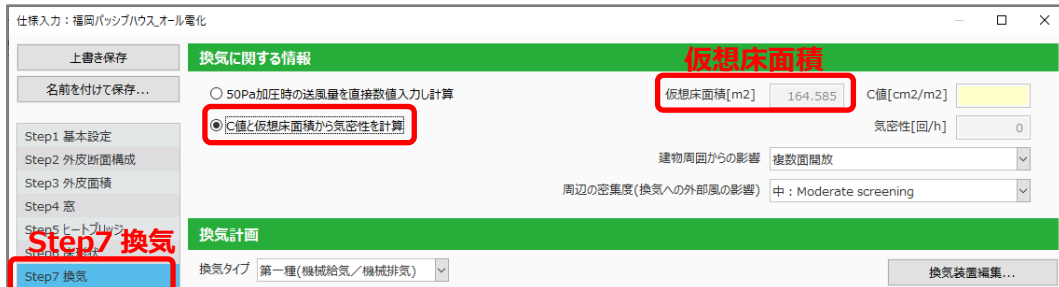 仕様入力：福岡パッシブハウス_オール電化
上書き保存
名前を付けて保存...
Step1 基本設定
Step2 外皮断面構成
Step3 外皮面積
Step4 窓
Step5 ヒートブリッジ
Step6
Step7 換気
Step7 換気
換気に関する情報
仮想床面積
50Pa加圧時の送風量を直接数値入力し計算
仮想床面積[m2] 164.585 C値[cm2/m2]
C値と仮想床面積から気密性を計算
気密性[回/h] 0
建物周囲からの影響 複数面開放
周辺の密集度(換気への外部風の影響) 中：Moderate screening
換気計画
換気タイプ 第一種(機械給気／機械排気)
換気装置編集...